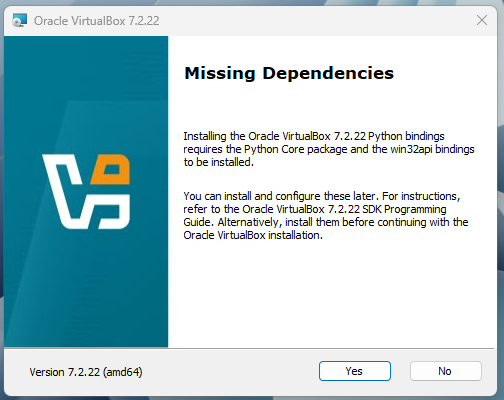 Oracle VirtualBox 7.2.22
Missing Dependencies
Installing the Oracle VirtualBox 7.2.22 Python bindings
requires the Python Core package and the win32api bindings
to be installed.
You can install and configure these later. For instructions,
refer to the Oracle VirtualBox 7.2.22 SDK Programming
Guide. Alternatively, install them before continuing with the
Oracle VirtualBox installation.
Version 7.2.22 (amd64)
Yes
No